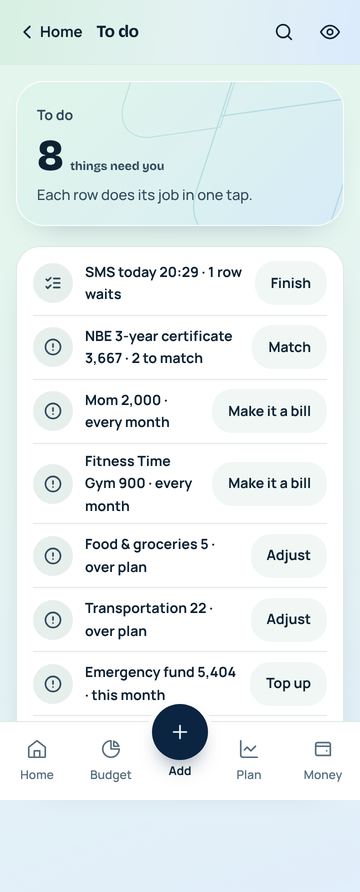 Home To do
To do
8 things need you
Each row does its job in one tap.
SMS today 20:29 · 1 row
waits
Finish
NBE 3-year certificate
3,667 · 2 to match
Match
Mom 2,000 ·
every month
Make it a bill
Fitness Time
Gym 900 · every
month
Make it a bill
Food & groceries 5 ·
over plan
Adjust
Transportation 22 ·
over plan
Adjust
Emergency fund 5,404
· this month
Top up
Home
Budget
Add
Plan
Money